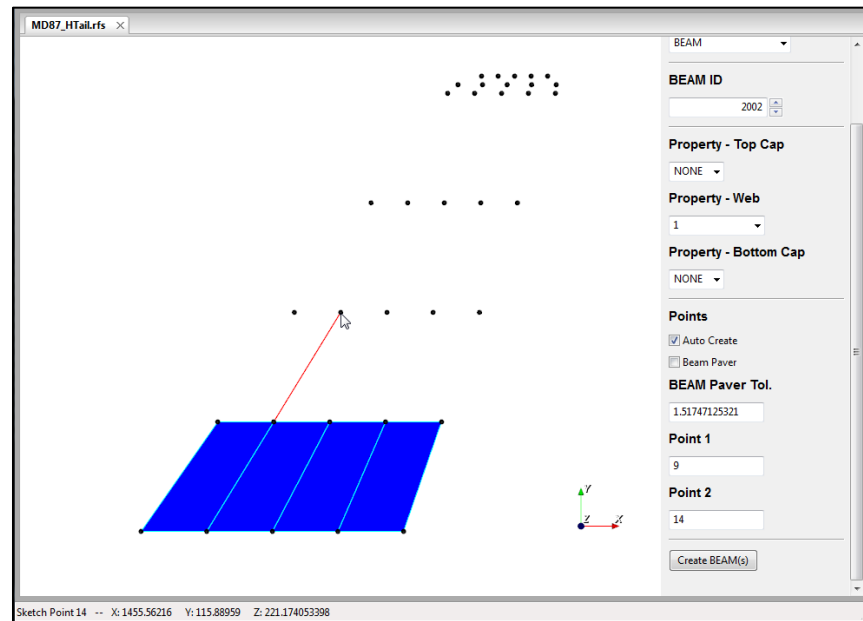 MD87_HTail.rfs
BEAM
BEAM ID
2002
Property - Top Cap
NONE
Property - Web
1
Property - Bottom Cap
NONE
Points
Auto Create
Beam Paver
BEAM Paver Tol.
1.51747125321
Point 1
9
Point 2
14
Create BEAM(s)
Y
Z X
Sketch Point 14 -- X: 1455.56216 Y: 115.88959 Z: 221.174053398